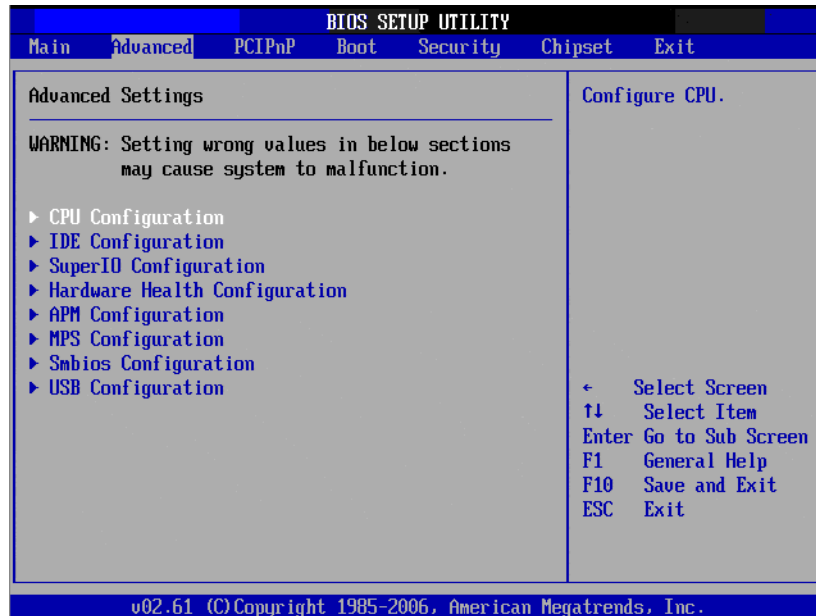 BIOS SETUP UTILITY
Main Advanced PCIPnP Boot Security Chipset Exit
Advanced Settings
WARNING: Setting wrong values in below sections
may cause system to malfunction.
▶ CPU Configuration
▶ IDE Configuration
▶ SuperIO Configuration
▶ Hardware Health Configuration
▶ APM Configuration
▶ MPS Configuration
▶ Smbios Configuration
▶ USB Configuration
Configure CPU.
← Select Screen
↑↓ Select Item
Enter Go to Sub Screen
F1 General Help
F10 Save and Exit
ESC Exit
v02.61 (C)Copyright 1985-2006, American Megatrends, Inc.